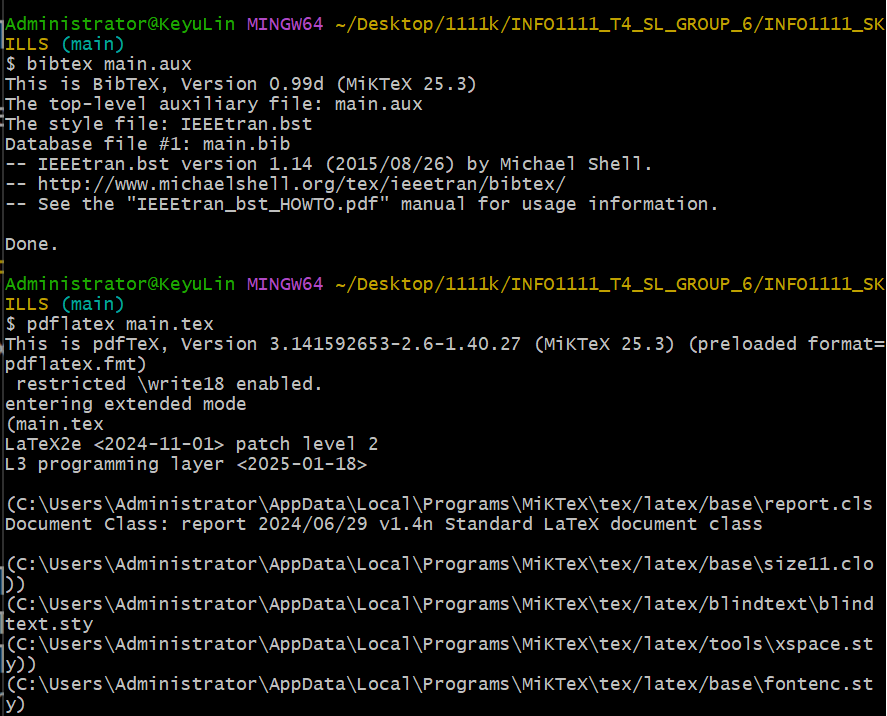 Administrator@KeyuLin MINGW64 ~/Desktop/1111k/INFO1111_T4_SL_GROUP_6/INFO1111_SK
ILLS (main)
$ bibtex main.aux
This is BibTeX, Version 0.99d (MiKTeX 25.3)
The top-level auxiliary file: main.aux
The style file: IEEEtran.bst
Database file #1: main.bib
-- IEEEtran.bst version 1.14 (2015/08/26) by Michael Shell.
-- http://www.michaelshell.org/tex/ieeetran/bibtex/
-- See the "IEEEtran_bst_HOWTO.pdf" manual for usage information.
Done.
Administrator@KeyuLin MINGW64 ~/Desktop/1111k/INFO1111_T4_SL_GROUP_6/INFO1111_SK
ILLS (main)
$ pdflatex main.tex
This is pdfTeX, Version 3.141592653-2.6-1.40.27 (MiKTeX 25.3) (preloaded format=
pdflatex.fmt)
 restricted \write18 enabled.
entering extended mode
(main.tex
LaTeX2e <2024-11-01> patch level 2
L3 programming layer <2025-01-18>
(C:\Users\Administrator\AppData\Local\Programs\MiKTeX\tex/latex/base\report.cls
Document Class: report 2024/06/29 v1.4n Standard LaTeX document class
(C:\Users\Administrator\AppData\Local\Programs\MiKTeX\tex/latex/base\size11.clo
))
(C:\Users\Administrator\AppData\Local\Programs\MiKTeX\tex/latex/blindtext\blind
text.sty
(C:\Users\Administrator\AppData\Local\Programs\MiKTeX\tex/latex/tools\xspace.st
y))
(C:\Users\Administrator\AppData\Local\Programs\MiKTeX\tex/latex/base\fontenc.st
y)